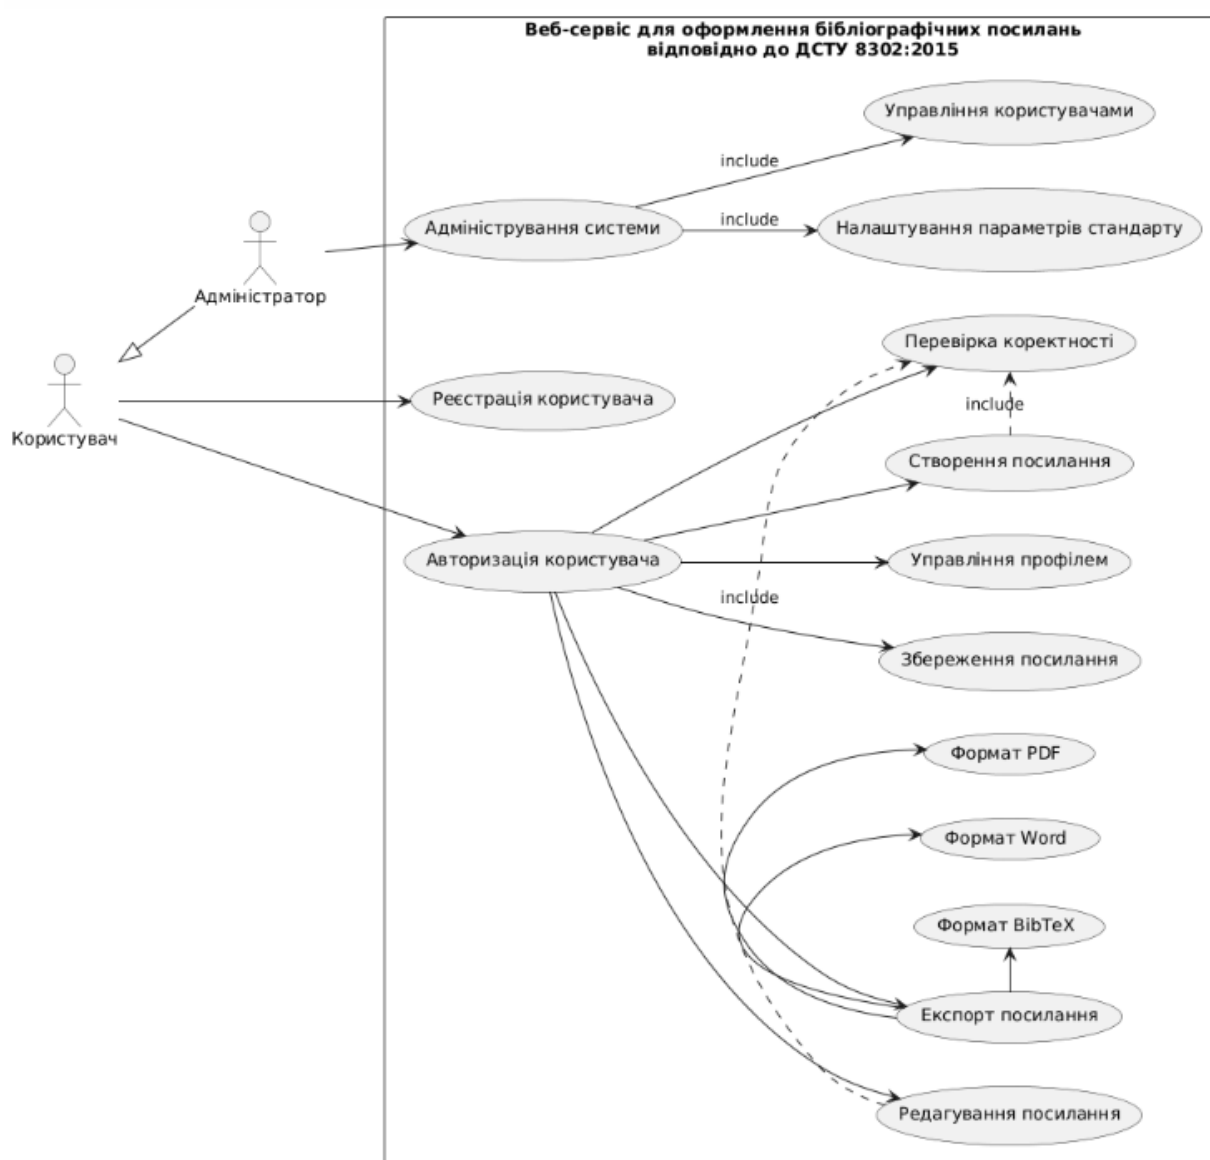 Веб-сервіс для оформлення бібліографічних посилань
відповідно до ДСТУ 8302:2015
Управління користувачами
include
Адміністрування системи
include
Налаштування параметрів стандарту
Адміністратор
Перевірка коректності
Реєстрація користувача
include
Користувач
Створення посилання
Авторизація користувача
Управління профілем
include
Збереження посилання
Формат PDF
Формат Word
Формат BibTeX
Експорт посилання
Редагування посилання